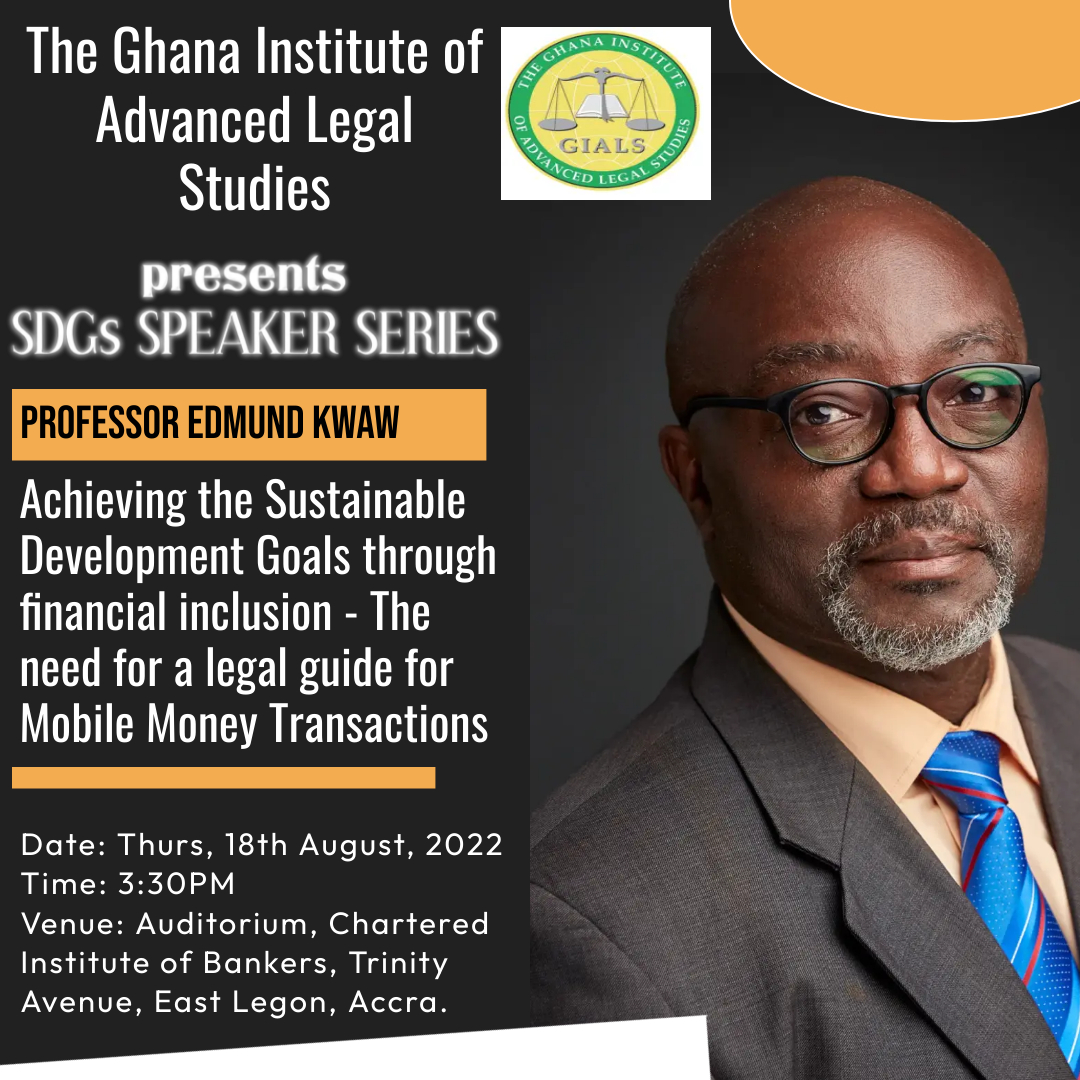 The Ghana Institute of
Advanced Legal
Studies
THE GHANA INSTITUTE
OF ADVANCED LEGAL STUDIES
GIALS
presents
SDGs SPEAKER SERIES
PROFESSOR EDMUND KWAW
Achieving the Sustainable
Development Goals through
financial inclusion - The
need for a legal guide for
Mobile Money Transactions
Date: Thurs, 18th August, 2022
Time: 3:30PM
Venue: Auditorium, Chartered
Institute of Bankers, Trinity
Avenue, East Legon, Accra.